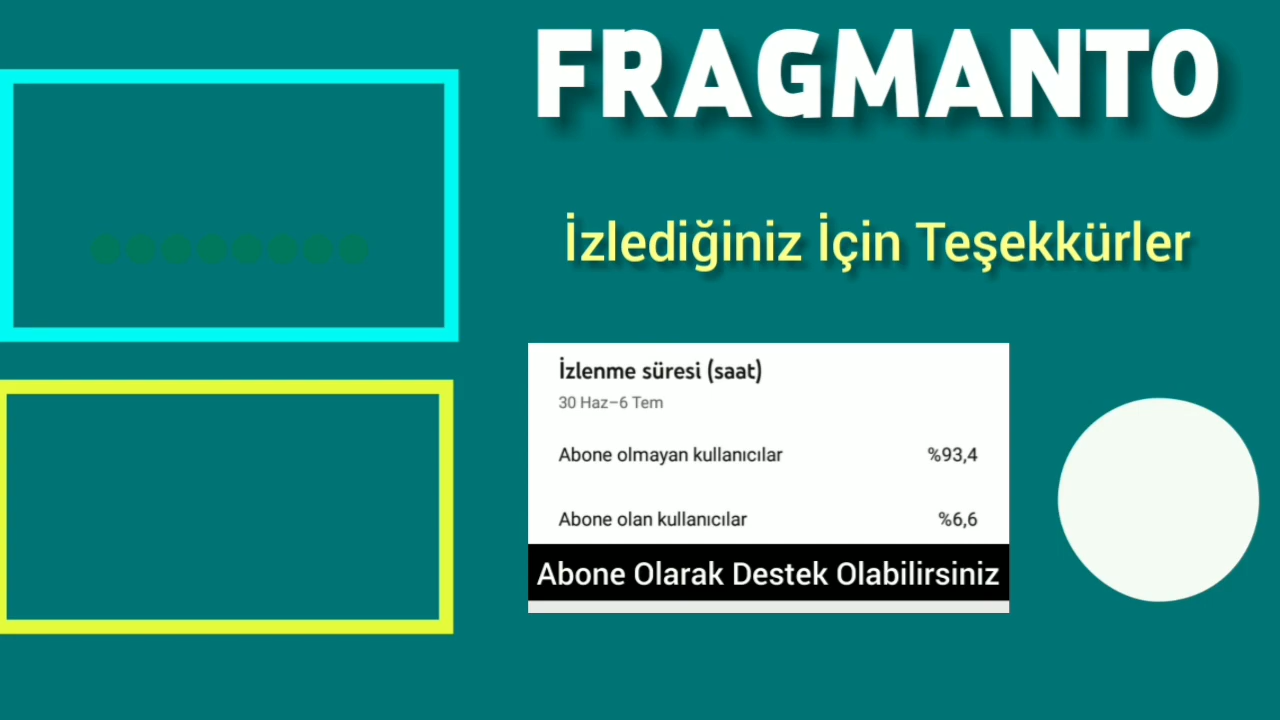 FRAGMANTO
İzlediğiniz İçin Teşekkürler
İzlenme süresi (saat)
30 Haz–6 Tem
Abone olmayan kullanıcılar %93,4
Abone olan kullanıcılar %6,6
Abone Olarak Destek Olabilirsiniz